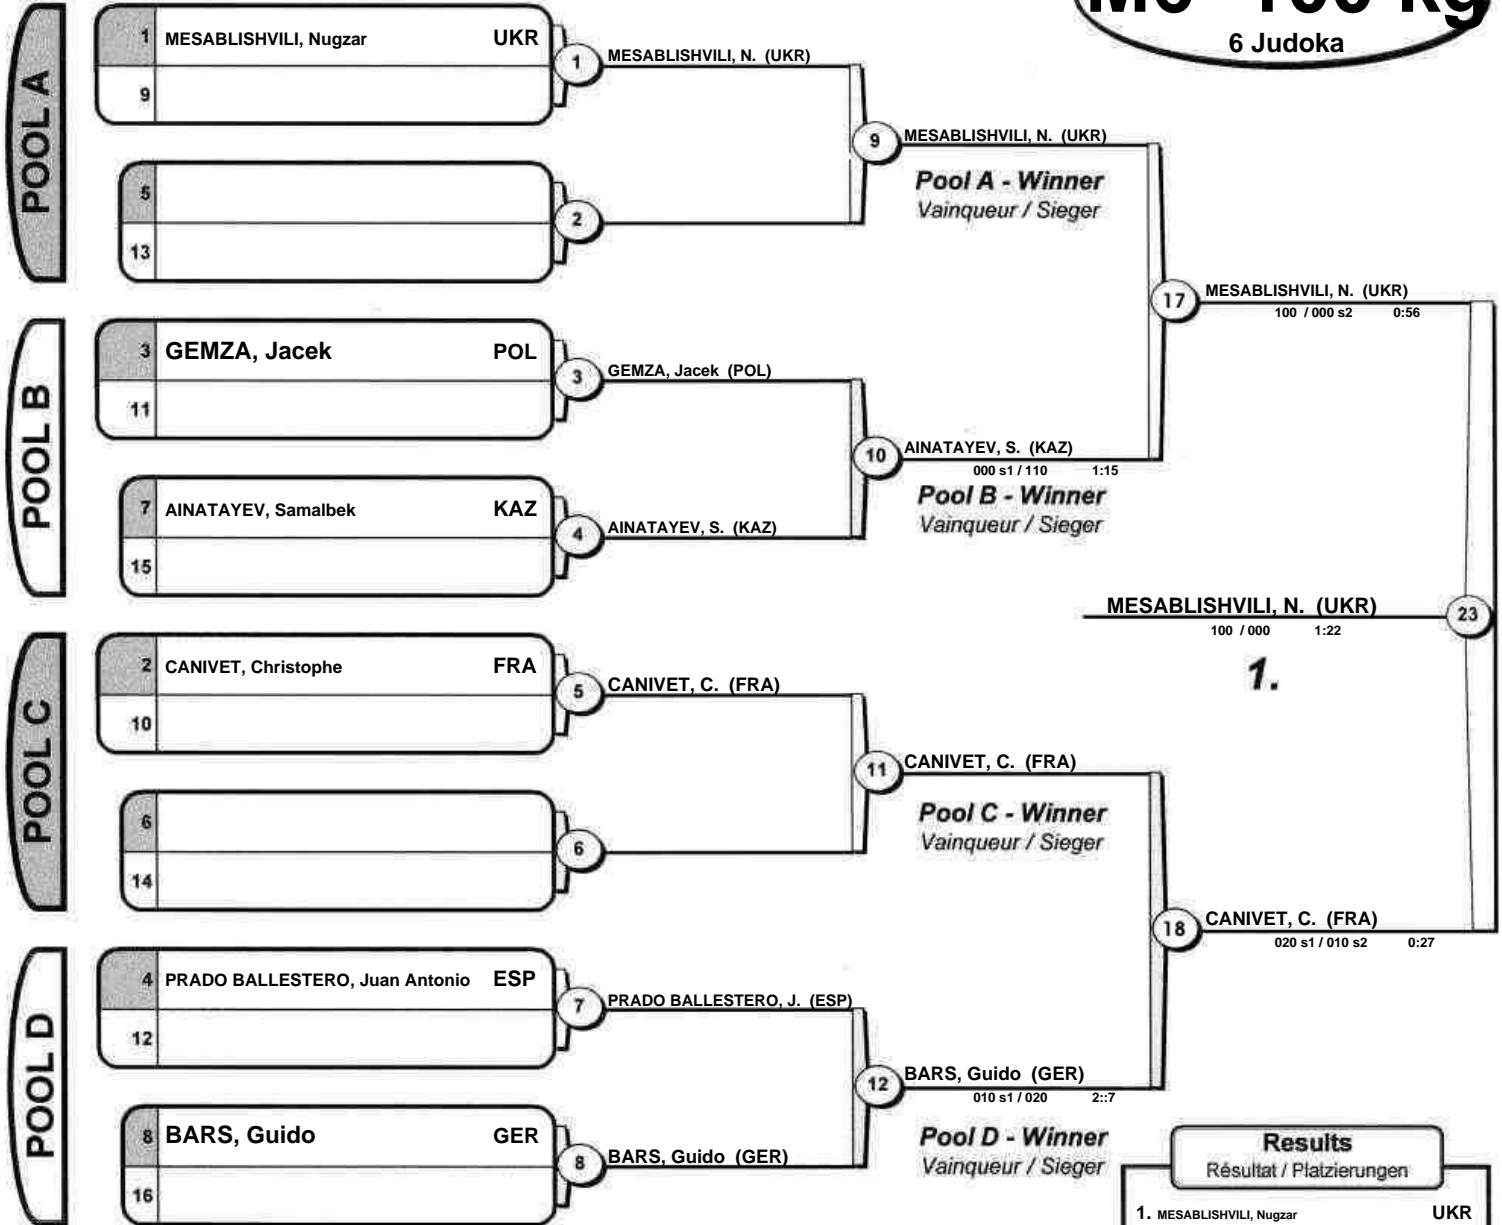 6 Judoka
POOL A
1 MESABLISHVILI, Nugzar UKR
9
5
13
1 MESABLISHVILI, N. (UKR)
2
9 MESABLISHVILI, N. (UKR)
Pool A - Winner
Vainqueur / Sieger
POOL B
3 GEMZA, Jacek POL
11
7 AINATAYEV, Samalbek KAZ
15
3 GEMZA, Jacek (POL)
4 AINATAYEV, S. (KAZ)
10 AINATAYEV, S. (KAZ)
000 s1 / 110 1:15
Pool B - Winner
Vainqueur / Sieger
17 MESABLISHVILI, N. (UKR)
100 / 000 s2 0:56
MESABLISHVILI, N. (UKR) 23
100 / 000 1:22
1.
POOL C
2 CANIVET, Christophe FRA
10
6
14
5 CANIVET, C. (FRA)
6
11 CANIVET, C. (FRA)
Pool C - Winner
Vainqueur / Sieger
18 CANIVET, C. (FRA)
020 s1 / 010 s2 0:27
POOL D
4 PRADO BALLESTERO, Juan Antonio ESP
12
8 BARS, Guido GER
16
7 PRADO BALLESTERO, J. (ESP)
8 BARS, Guido (GER)
12 BARS, Guido (GER)
010 s1 / 020 2::7
Pool D - Winner
Vainqueur / Sieger
Results
Résultat / Platzierungen
1. MESABLISHVILI, Nugzar UKR